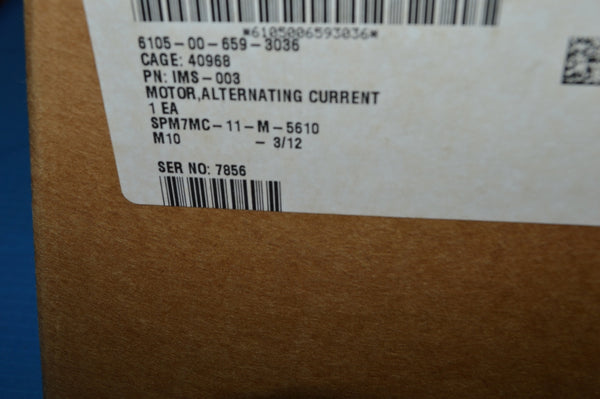 *6105006593036*
6105-00-659-3036
CAGE: 40968
PN: IMS-003
MOTOR,ALTERNATING CURRENT
1 EA
SPM7MC-11-M-5610
M10 - 3/12
SER NO: 7856